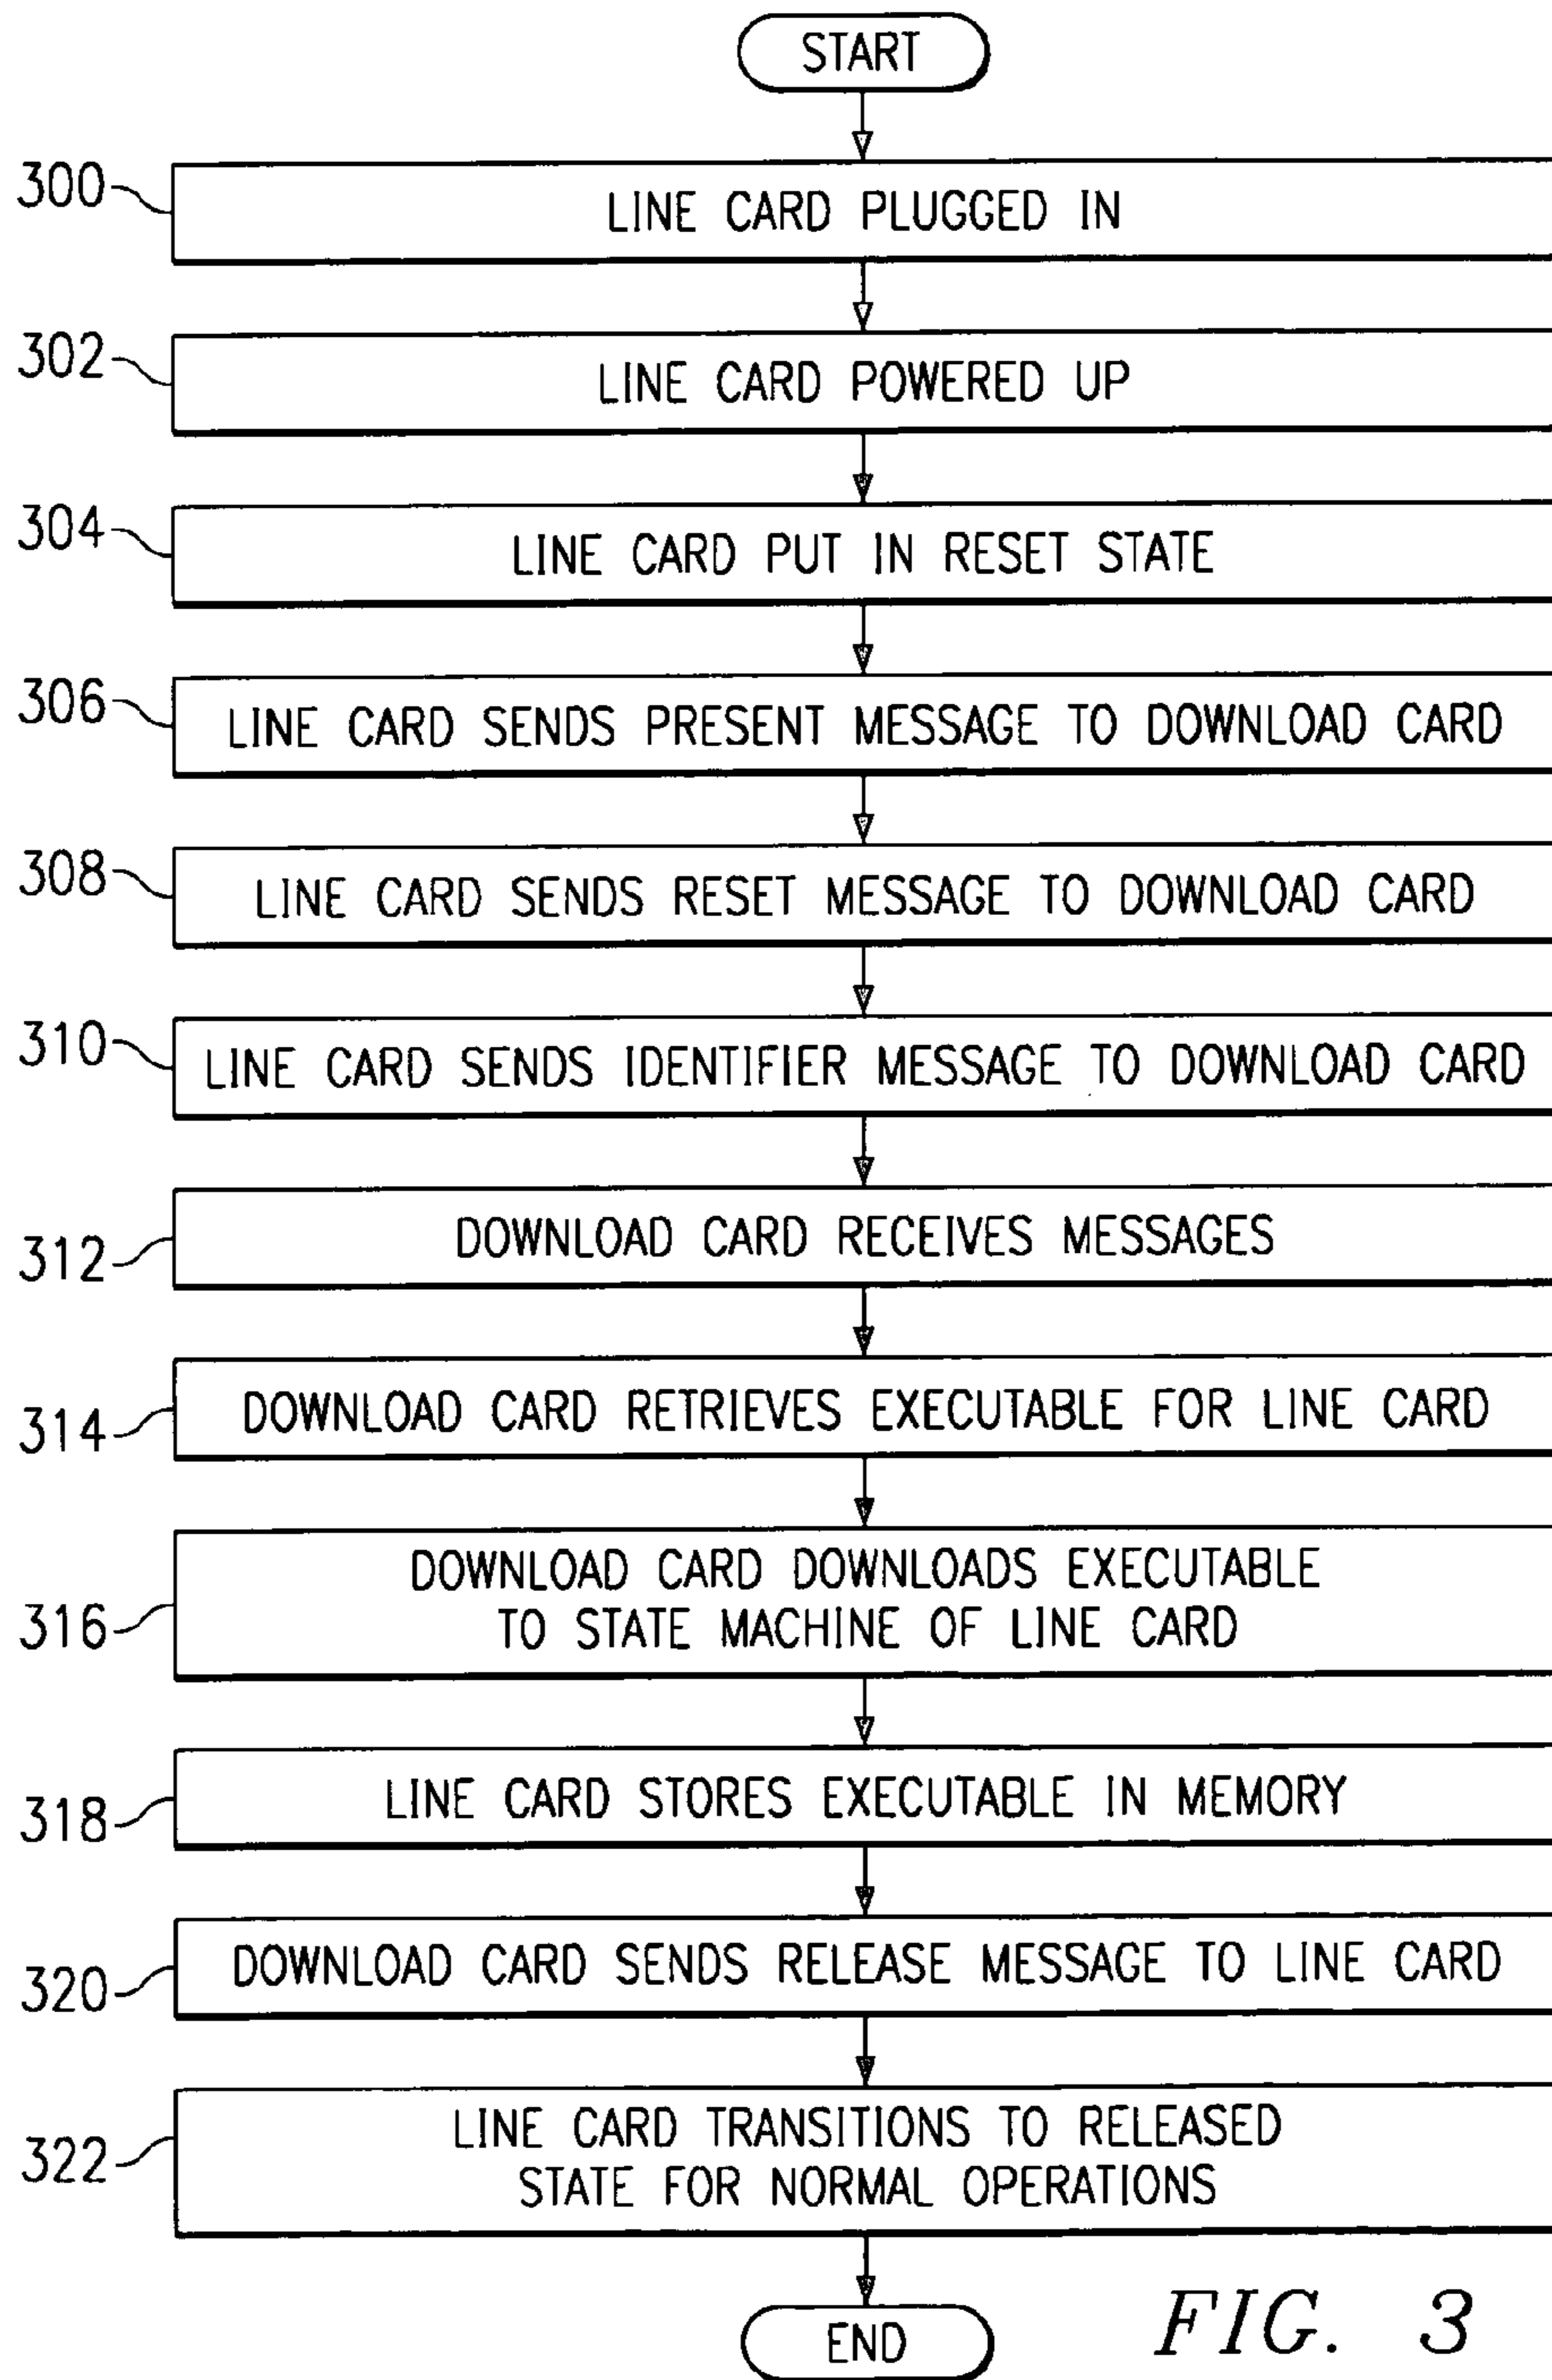 START
300
LINE CARD PLUGGED IN
302
LINE CARD POWERED UP
304
LINE CARD PUT IN RESET STATE
306
LINE CARD SENDS PRESENT MESSAGE TO DOWNLOAD CARD
308
LINE CARD SENDS RESET MESSAGE TO DOWNLOAD CARD
310
LINE CARD SENDS IDENTIFIER MESSAGE TO DOWNLOAD CARD
312
DOWNLOAD CARD RECEIVES MESSAGES
314
DOWNLOAD CARD RETRIEVES EXECUTABLE FOR LINE CARD
316
DOWNLOAD CARD DOWNLOADS EXECUTABLE
TO STATE MACHINE OF LINE CARD
318
LINE CARD STORES EXECUTABLE IN MEMORY
320
DOWNLOAD CARD SENDS RELEASE MESSAGE TO LINE CARD
322
LINE CARD TRANSITIONS TO RELEASED
STATE FOR NORMAL OPERATIONS
END
FIG. 3